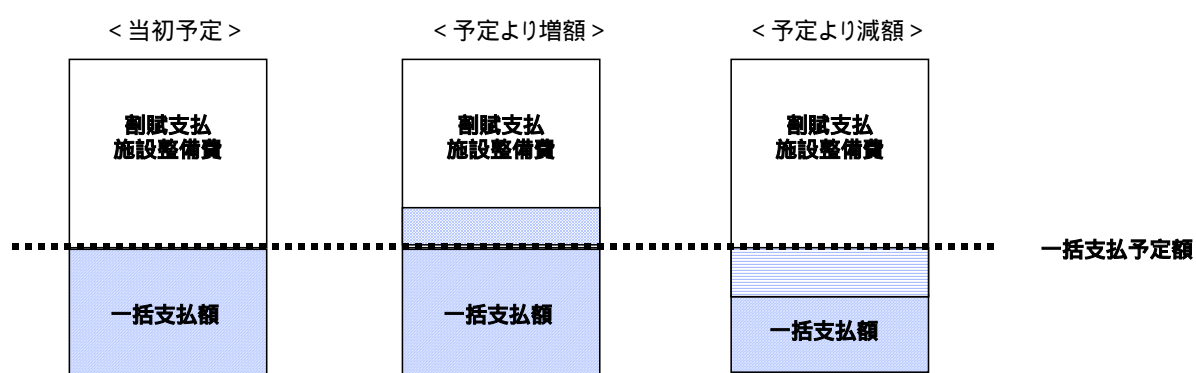 <当初予定>
<予定より増額>
<予定より減額>
割賦支払
施設整備費
割賦支払
施設整備費
割賦支払
施設整備費
一括支払予定額
一括支払額
一括支払額
一括支払額